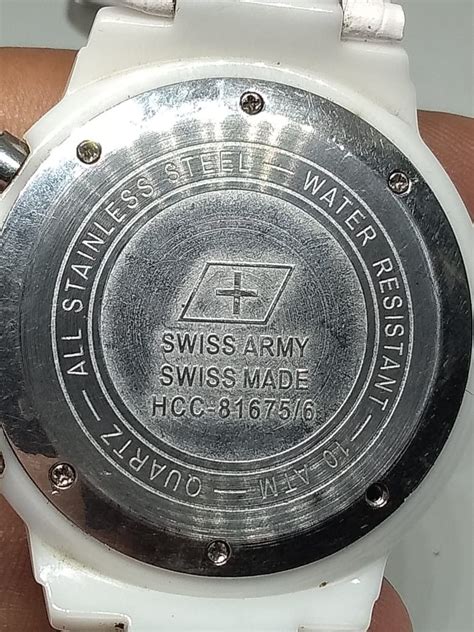 ALL STAINLESS STEEL — WATER RESISTANT — 10 ATM — QUARTZ —
SWISS ARMY
SWISS MADE
HCC-81675/6